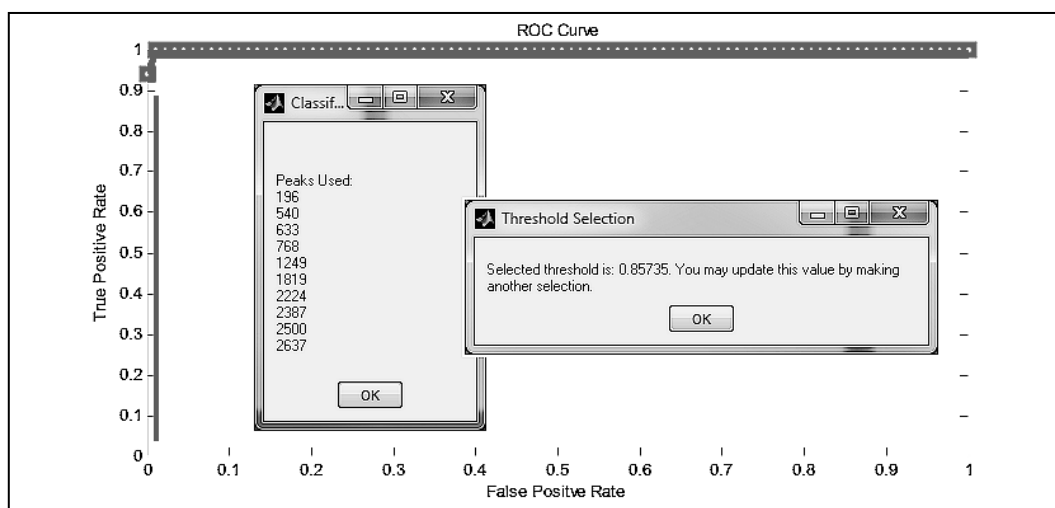 ROC Curve
1
0.9
0.8
0.7
0.6
0.5
0.4
0.3
0.2
0.1
0
True Positive Rate
Classif...
Peaks Used:
196
540
633
768
1249
1819
2224
2387
2500
2637
OK
Threshold Selection
Selected threshold is: 0.85735. You may update this value by making
another selection.
OK
0 0.1 0.2 0.3 0.4 0.5 0.6 0.7 0.8 0.9 1
False Positve Rate